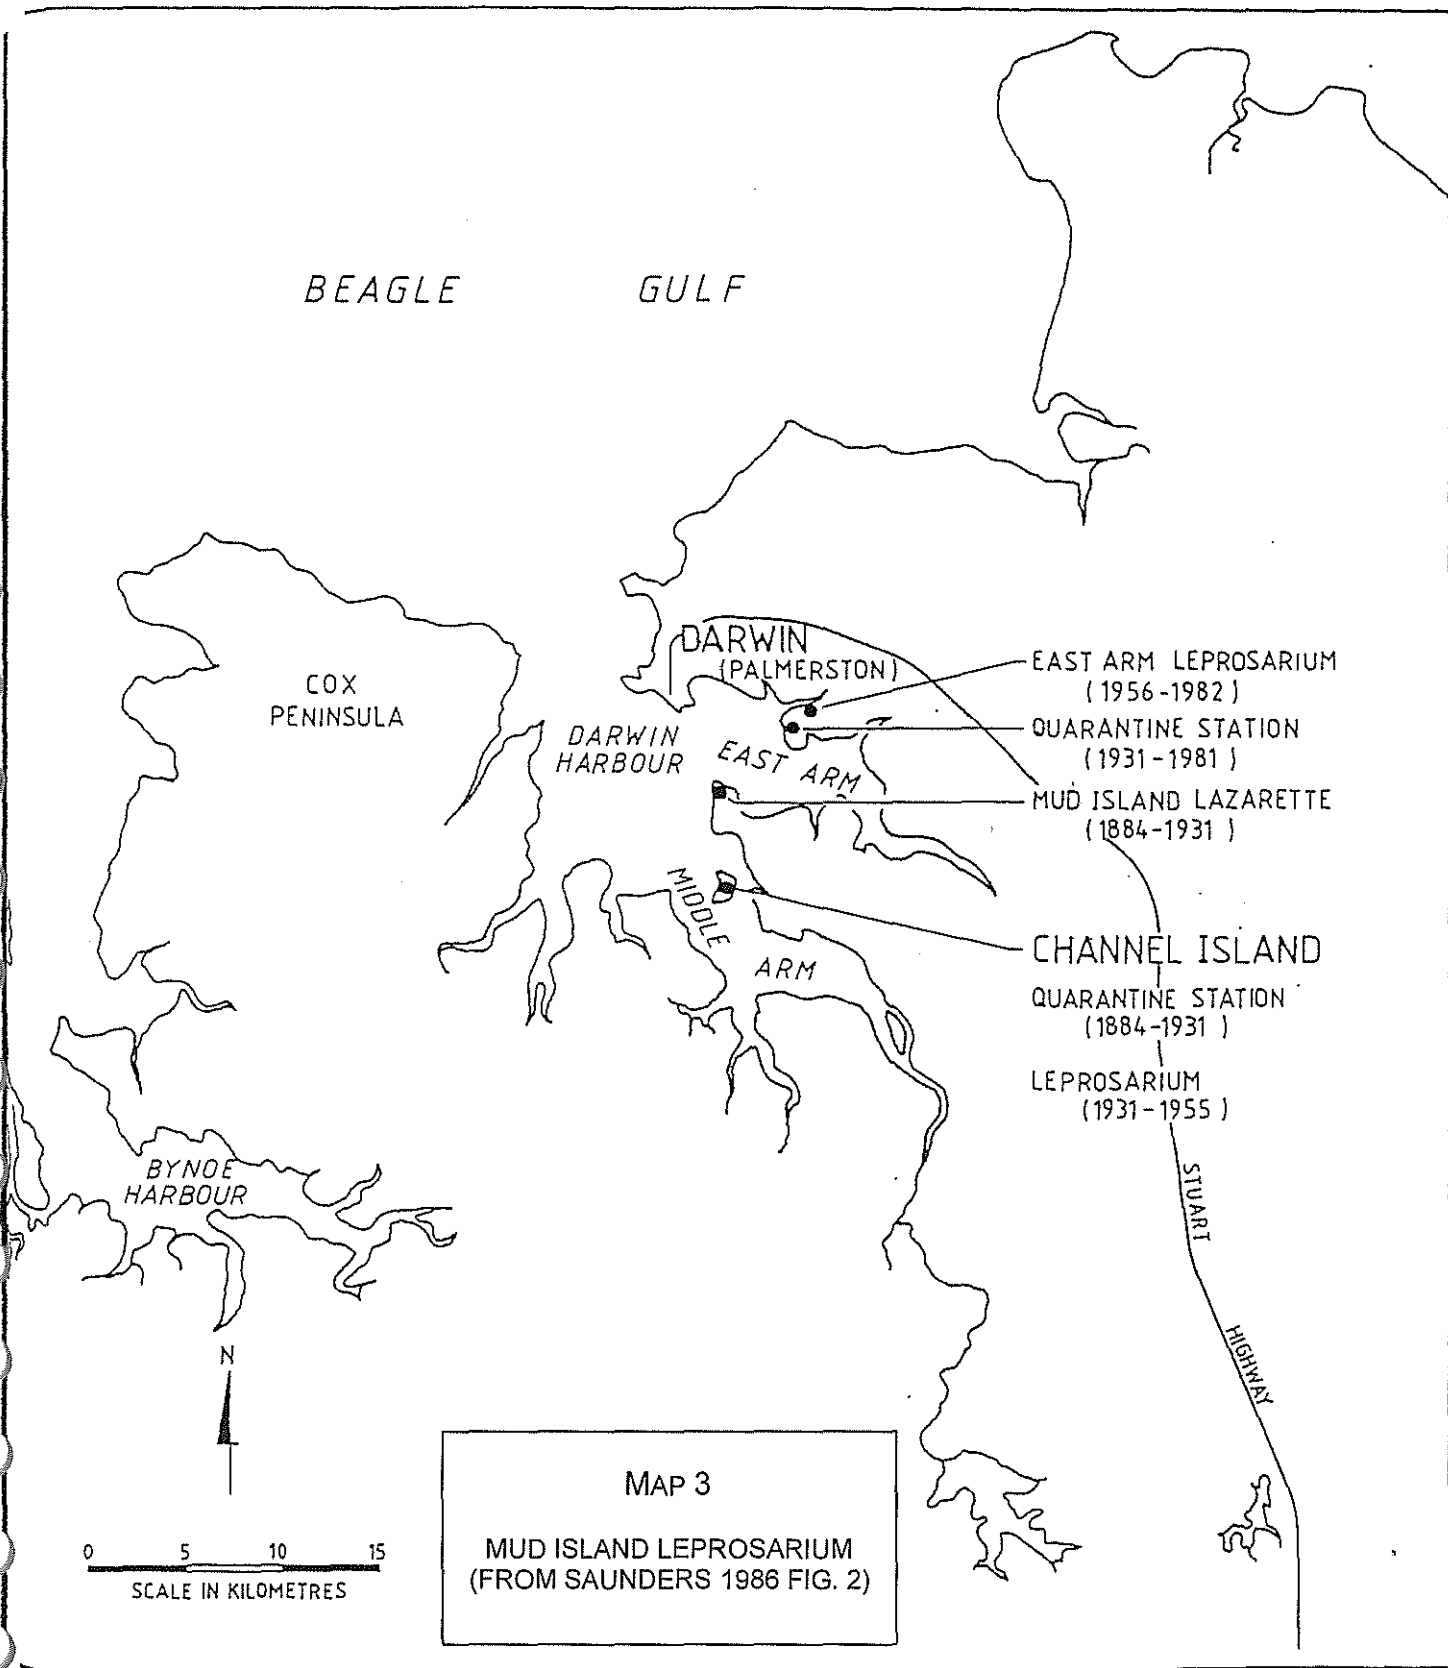 BEAGLE GULF
DARWIN
(PALMERSTON)
EAST ARM LEPROSARIUM
(1956-1982)
COX
PENINSULA
QUARANTINE STATION
(1931-1981)
DARWIN
HARBOUR
EAST ARM
MUD ISLAND LAZARETTE
(1884-1931)
MIDDLE
ARM
CHANNEL ISLAND
QUARANTINE STATION
(1884-1931)
LEPROSARIUM
(1931-1955)
BYNOE
HARBOUR
STUART
HIGHWAY
N
0 5 10 15
SCALE IN KILOMETRES
MAP 3
MUD ISLAND LEPROSARIUM
(FROM SAUNDERS 1986 FIG. 2)